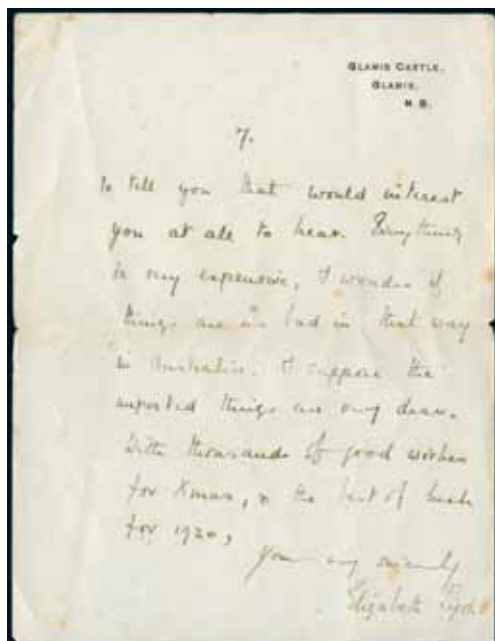 GLAMIS CASTLE,
GLAMIS,
N.B.
7.
to tell you that would interest
you at all to hear. Everything
is very expensive, I wonder if
things are as bad in that way
in Australia. I suppose the
imported things are very dear.
With thousands of good wishes
for Xmas, & the best of luck
for 1920,
your very sincerely
Elizabeth Lyon